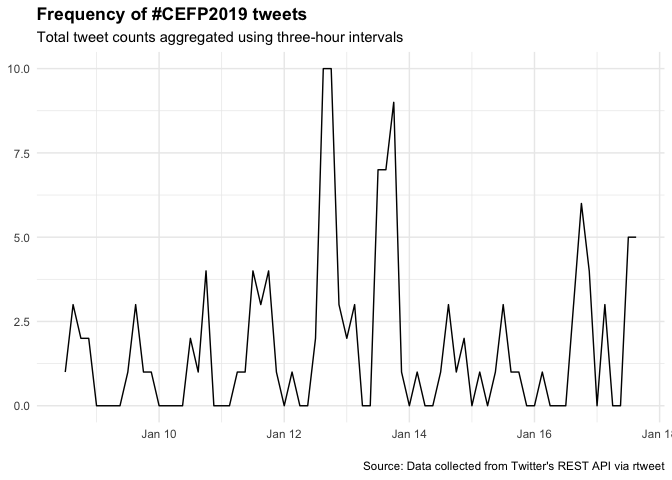 Frequency of #CEFP2019 tweets
Total tweet counts aggregated using three-hour intervals
10.0
7.5
5.0
2.5
0.0
Jan 10 Jan 12 Jan 14 Jan 16 Jan 18
Source: Data collected from Twitter's REST API via rtweet